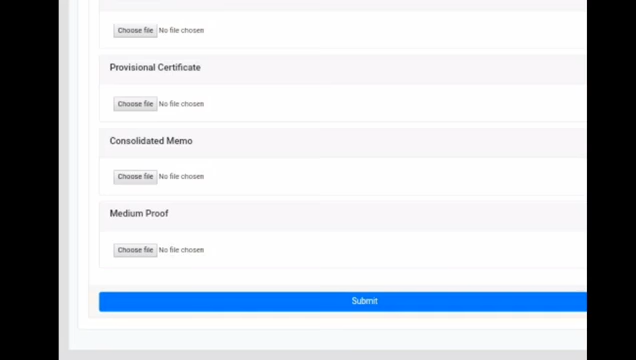 Choose file No file chosen
Provisional Certificate
Choose file No file chosen
Consolidated Memo
Choose file No file chosen
Medium Proof
Choose file No file chosen
Submit